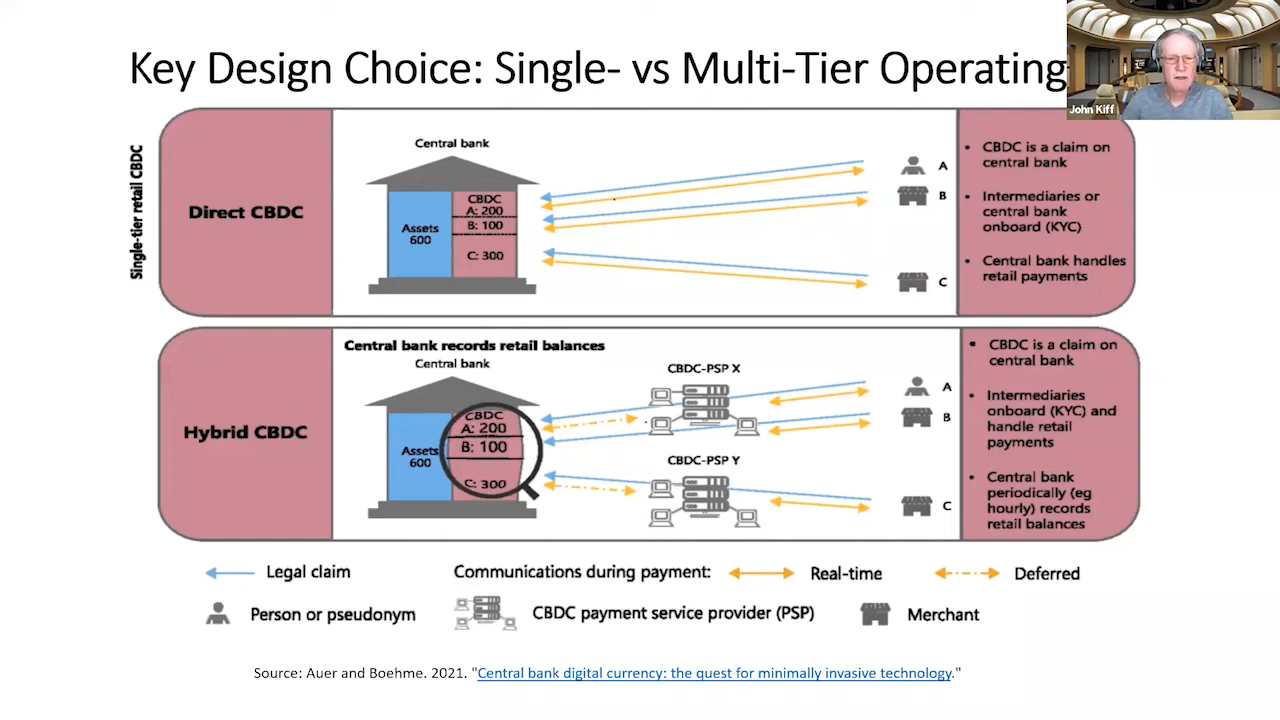 Key Design Choice: Single- vs Multi-Tier Operating
John Kiff
Single-tier retail CBDC
Direct CBDC
Central bank
Assets
600
CBDC
A: 200
B: 100
C: 300
A
B
C
• CBDC is a claim on
central bank
• Intermediaries or
central bank
onboard (KYC)
• Central bank handles
retail payments
Hybrid CBDC
Central bank records retail balances
Central bank
Assets
600
CBDC
A: 200
B: 100
C: 300
CBDC-PSP X
CBDC-PSP Y
A
B
C
• CBDC is a claim on
central bank
• Intermediaries
onboard (KYC) and
handle retail
payments
• Central bank
periodically (eg
hourly) records
retail balances
Legal claim
Communications during payment:
Real-time
Deferred
Person or pseudonym
CBDC payment service provider (PSP)
Merchant
Source: Auer and Boehme. 2021. "Central bank digital currency: the quest for minimally invasive technology."